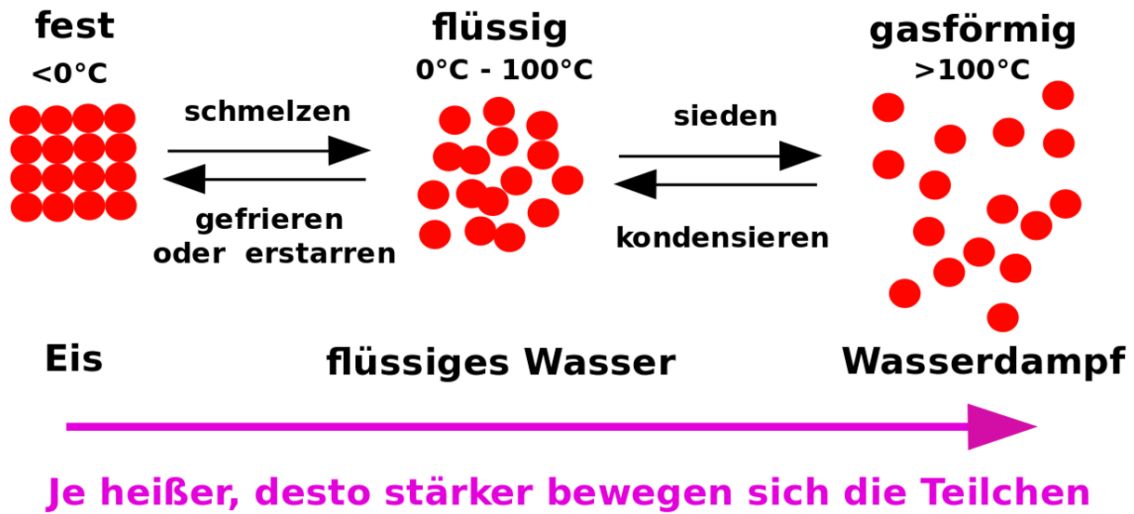 fest
<0°C
flüssig
0°C - 100°C
gasförmig
>100°C
schmelzen
gefrieren
oder erstarren
sieden
kondensieren
Eis
flüssiges Wasser
Wasserdampf
Je heißer, desto stärker bewegen sich die Teilchen